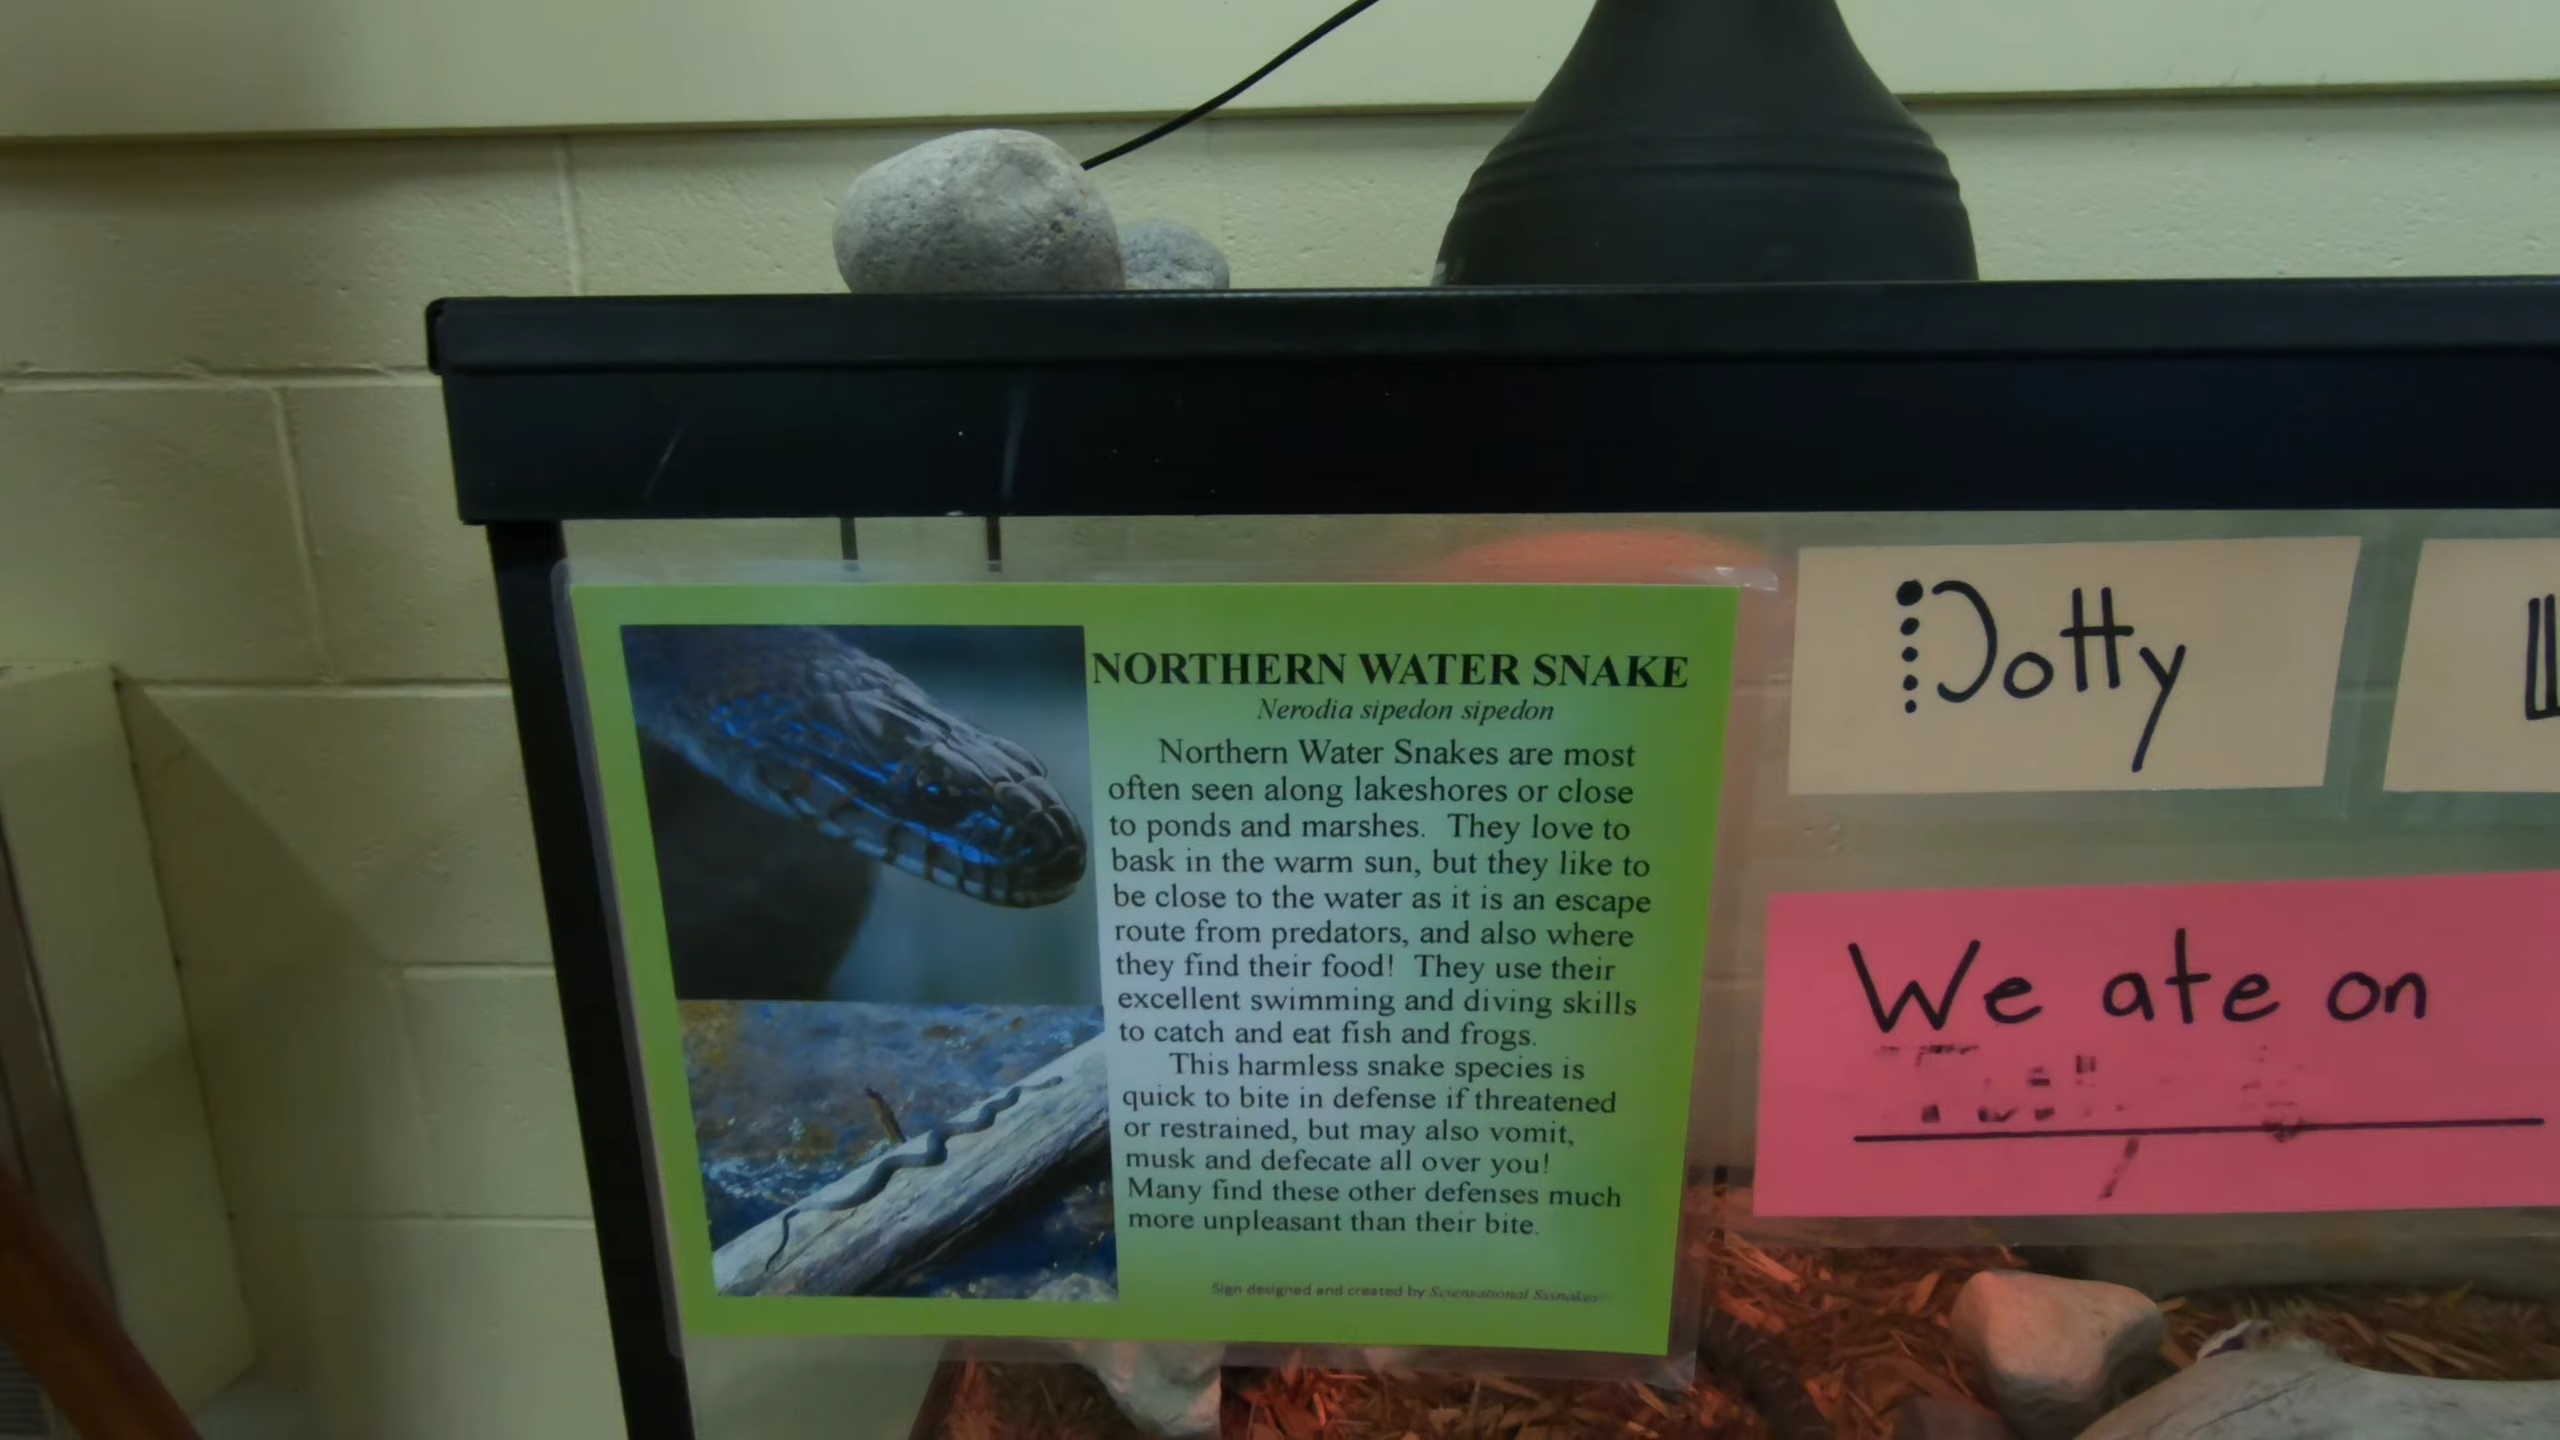 NORTHERN WATER SNAKE
Nerodia sipedon sipedon
Northern Water Snakes are most
often seen along lakeshores or close
to ponds and marshes. They love to
bask in the warm sun, but they like to
be close to the water as it is an escape
route from predators, and also where
they find their food! They use their
excellent swimming and diving skills
to catch and eat fish and frogs.
This harmless snake species is
quick to bite in defense if threatened
or restrained, but may also vomit,
musk and defecate all over you!
Many find these other defenses much
more unpleasant than their bite.
Sign designed and created by Sciensational Sssnakes
Dotty
We ate on